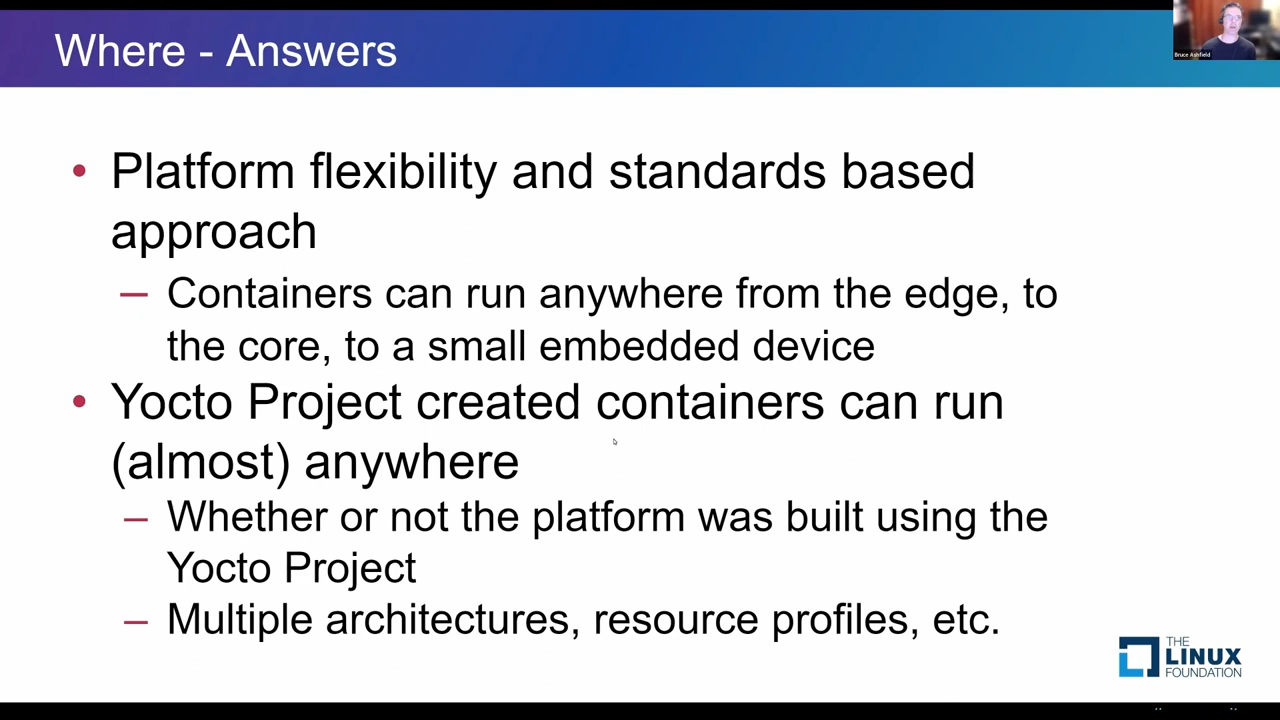 Where - Answers
Bruce Ashfield
• Platform flexibility and standards based
approach
– Containers can run anywhere from the edge, to
the core, to a small embedded device
• Yocto Project created containers can run
(almost) anywhere
– Whether or not the platform was built using the
Yocto Project
– Multiple architectures, resource profiles, etc.
THE
LINUX
FOUNDATION